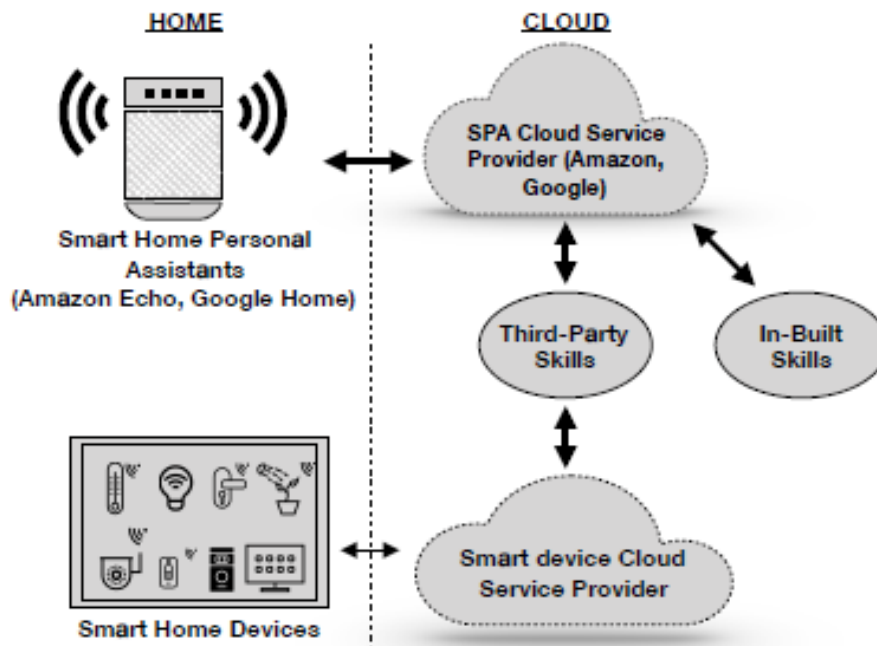 HOME
CLOUD
SPA Cloud Service
Provider (Amazon,
Google)
Smart Home Personal
Assistants
(Amazon Echo, Google Home)
Third-Party
Skills
In-Built
Skills
Smart device Cloud
Service Provider
Smart Home Devices